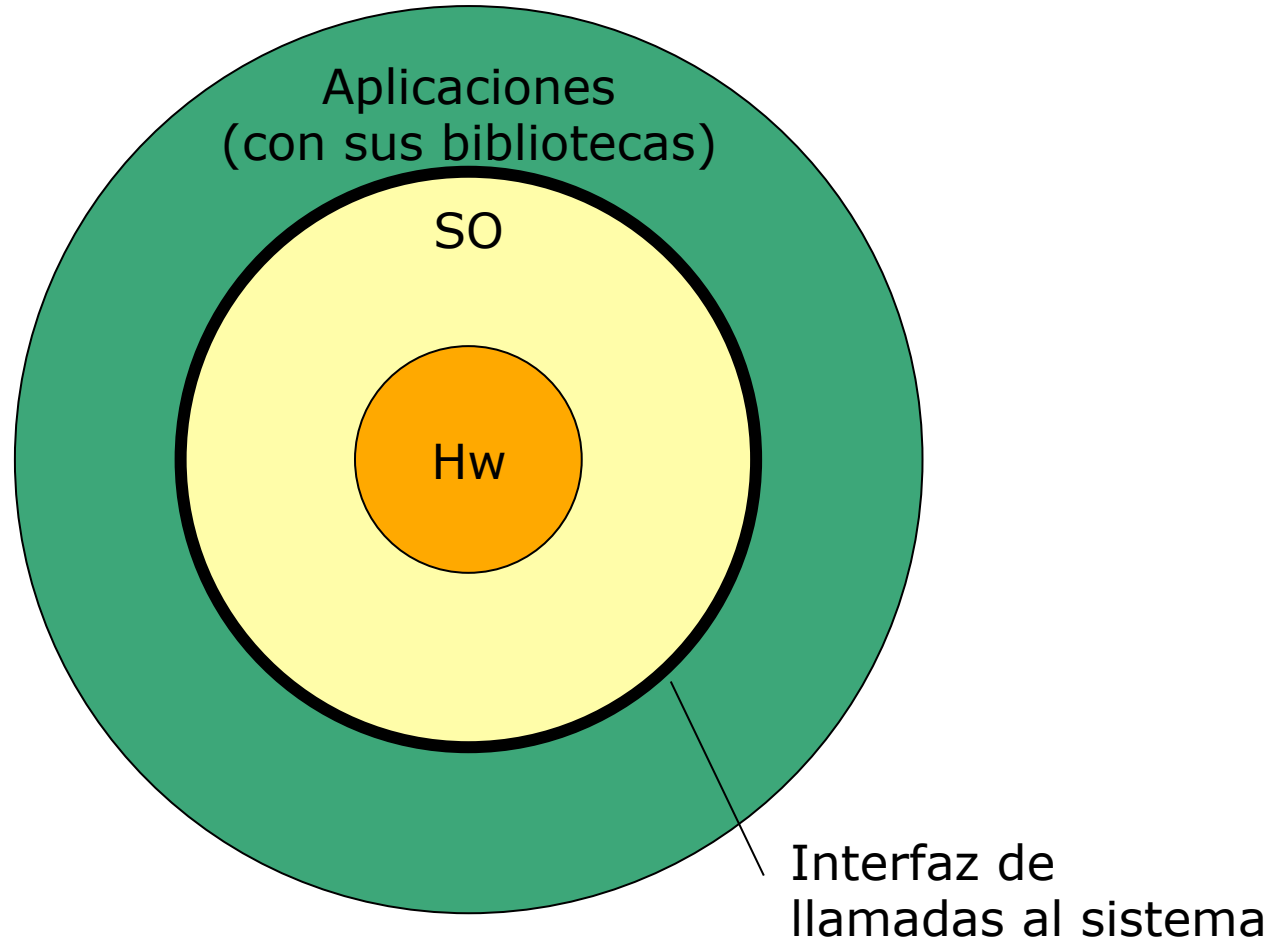 Aplicaciones
(con sus bibliotecas)
SO
Hw
Interfaz de
llamadas al sistema